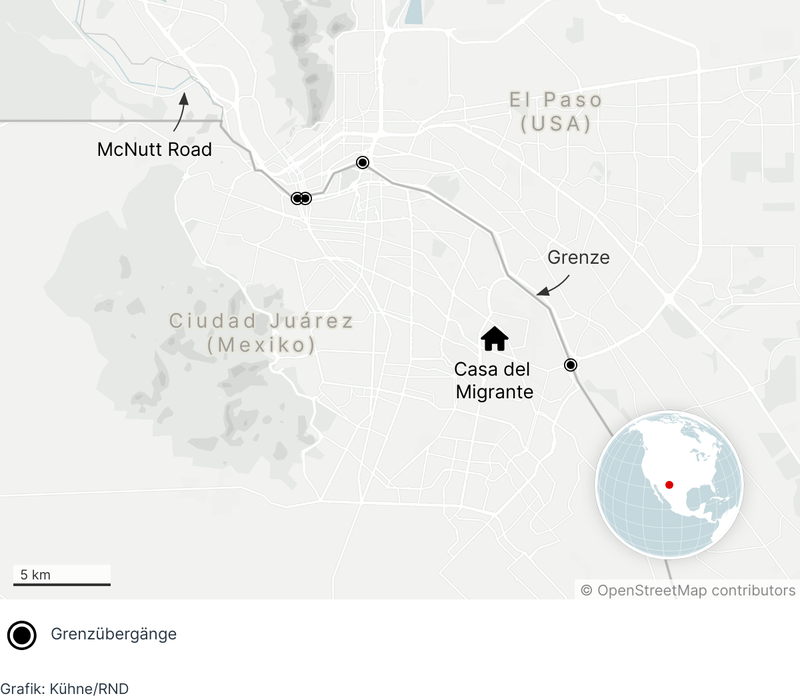 El Paso
(USA)
McNutt Road
Grenze
Ciudad Juárez
(Mexiko)
Casa del
Migrante
5 km
© OpenStreetMap contributors
Grenzübergänge
Grafik: Kühne/RND